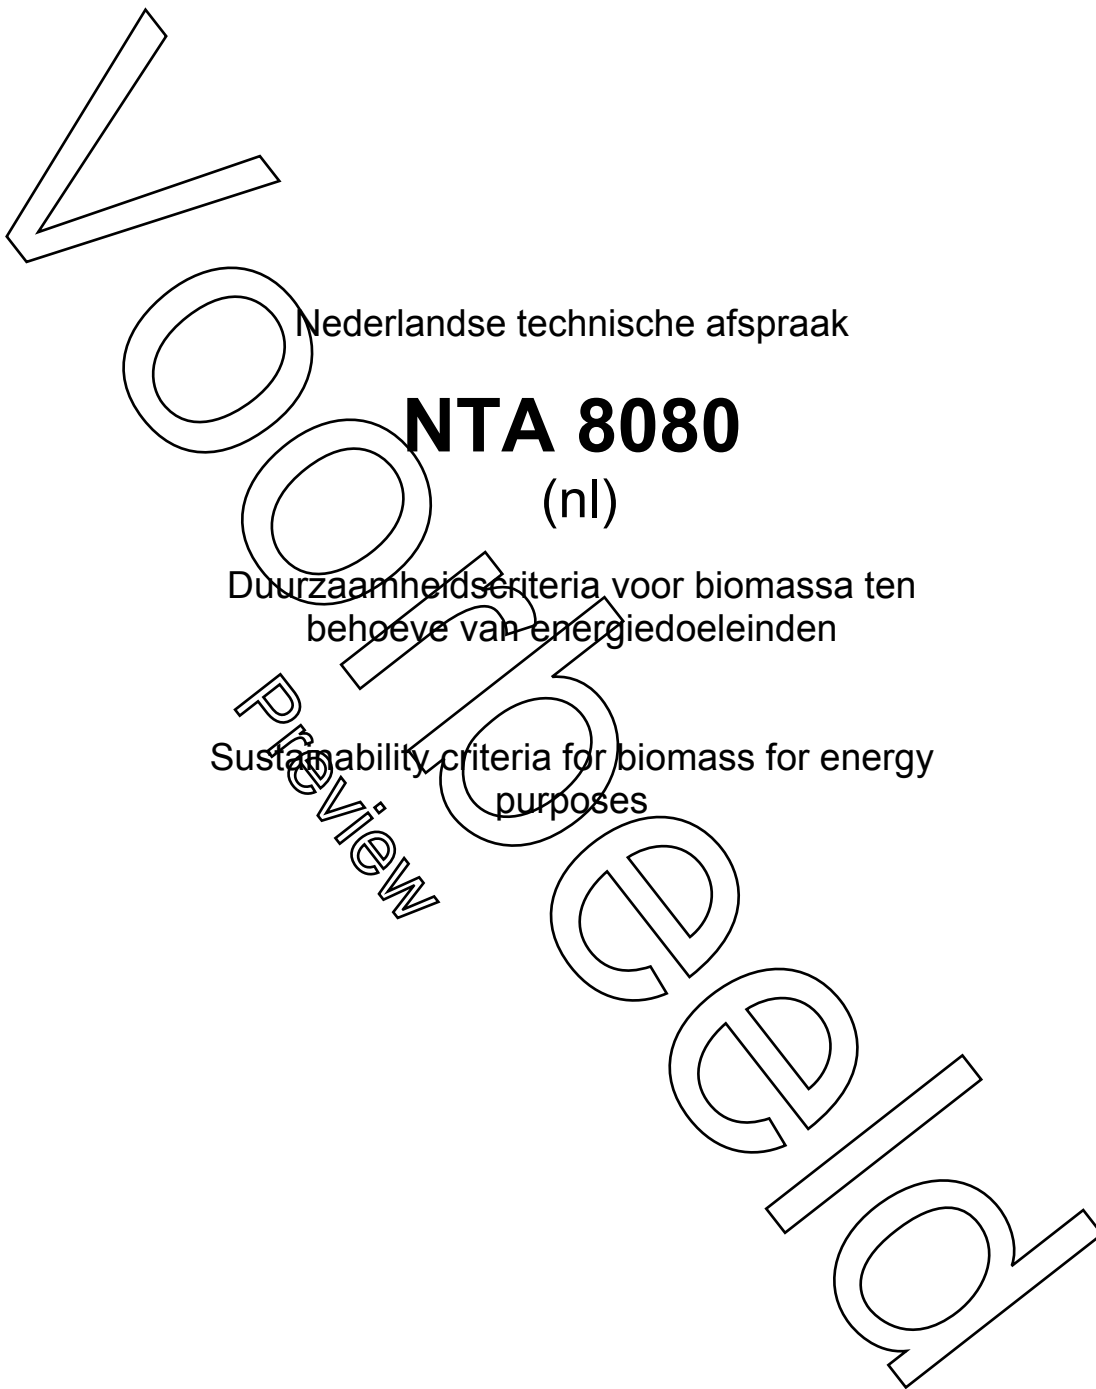 Nederlandse technische afspraak
NTA 8080
(nl)
Duurzaamheidscriteria voor biomassa ten
behoeve van energiedoeleinden
Sustainability criteria for biomass for energy
purposes
Voorbeeld
Preview